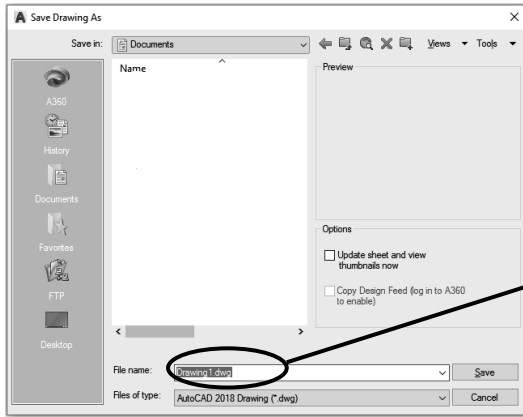 Save Drawing As
Save in: Documents Views Tools
Name
Preview
A360
History
Documents
Favorites
FTP
Desktop
Options
Update sheet and view
thumbnails now
Copy Design Feed (log in to A360
to enable)
File name: Drawing1.dwg Save
Files of type: AutoCAD 2018 Drawing (*.dwg) Cancel